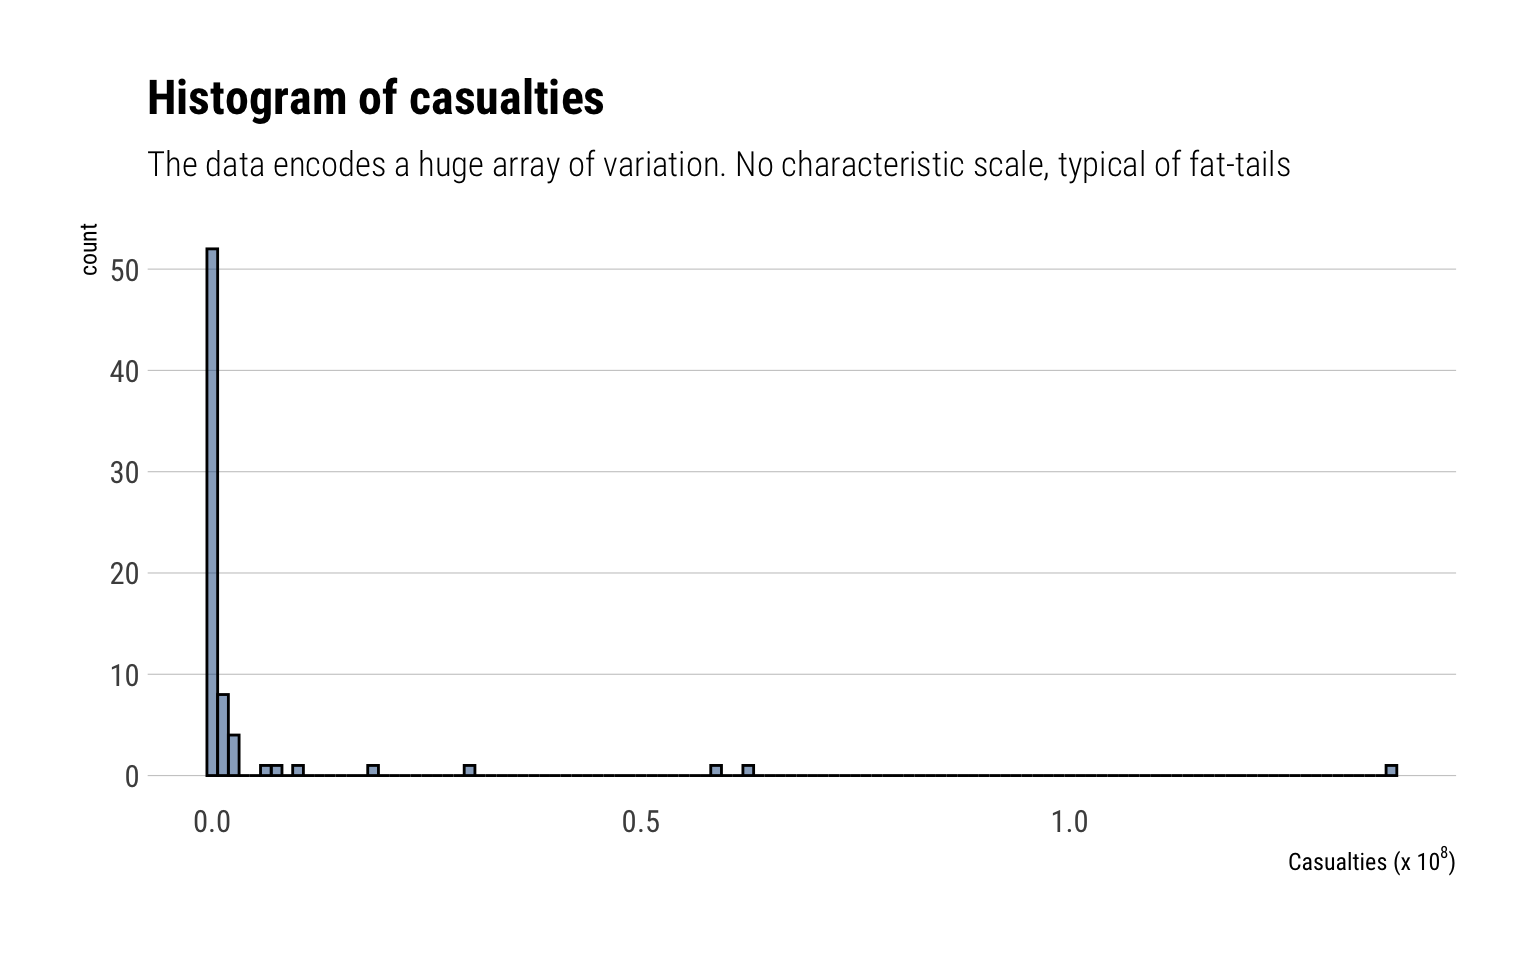 Histogram of casualties
The data encodes a huge array of variation. No characteristic scale, typical of fat-tails
count
50
40
30
20
10
0
0.0 0.5 1.0
Casualties (x 10⁸)